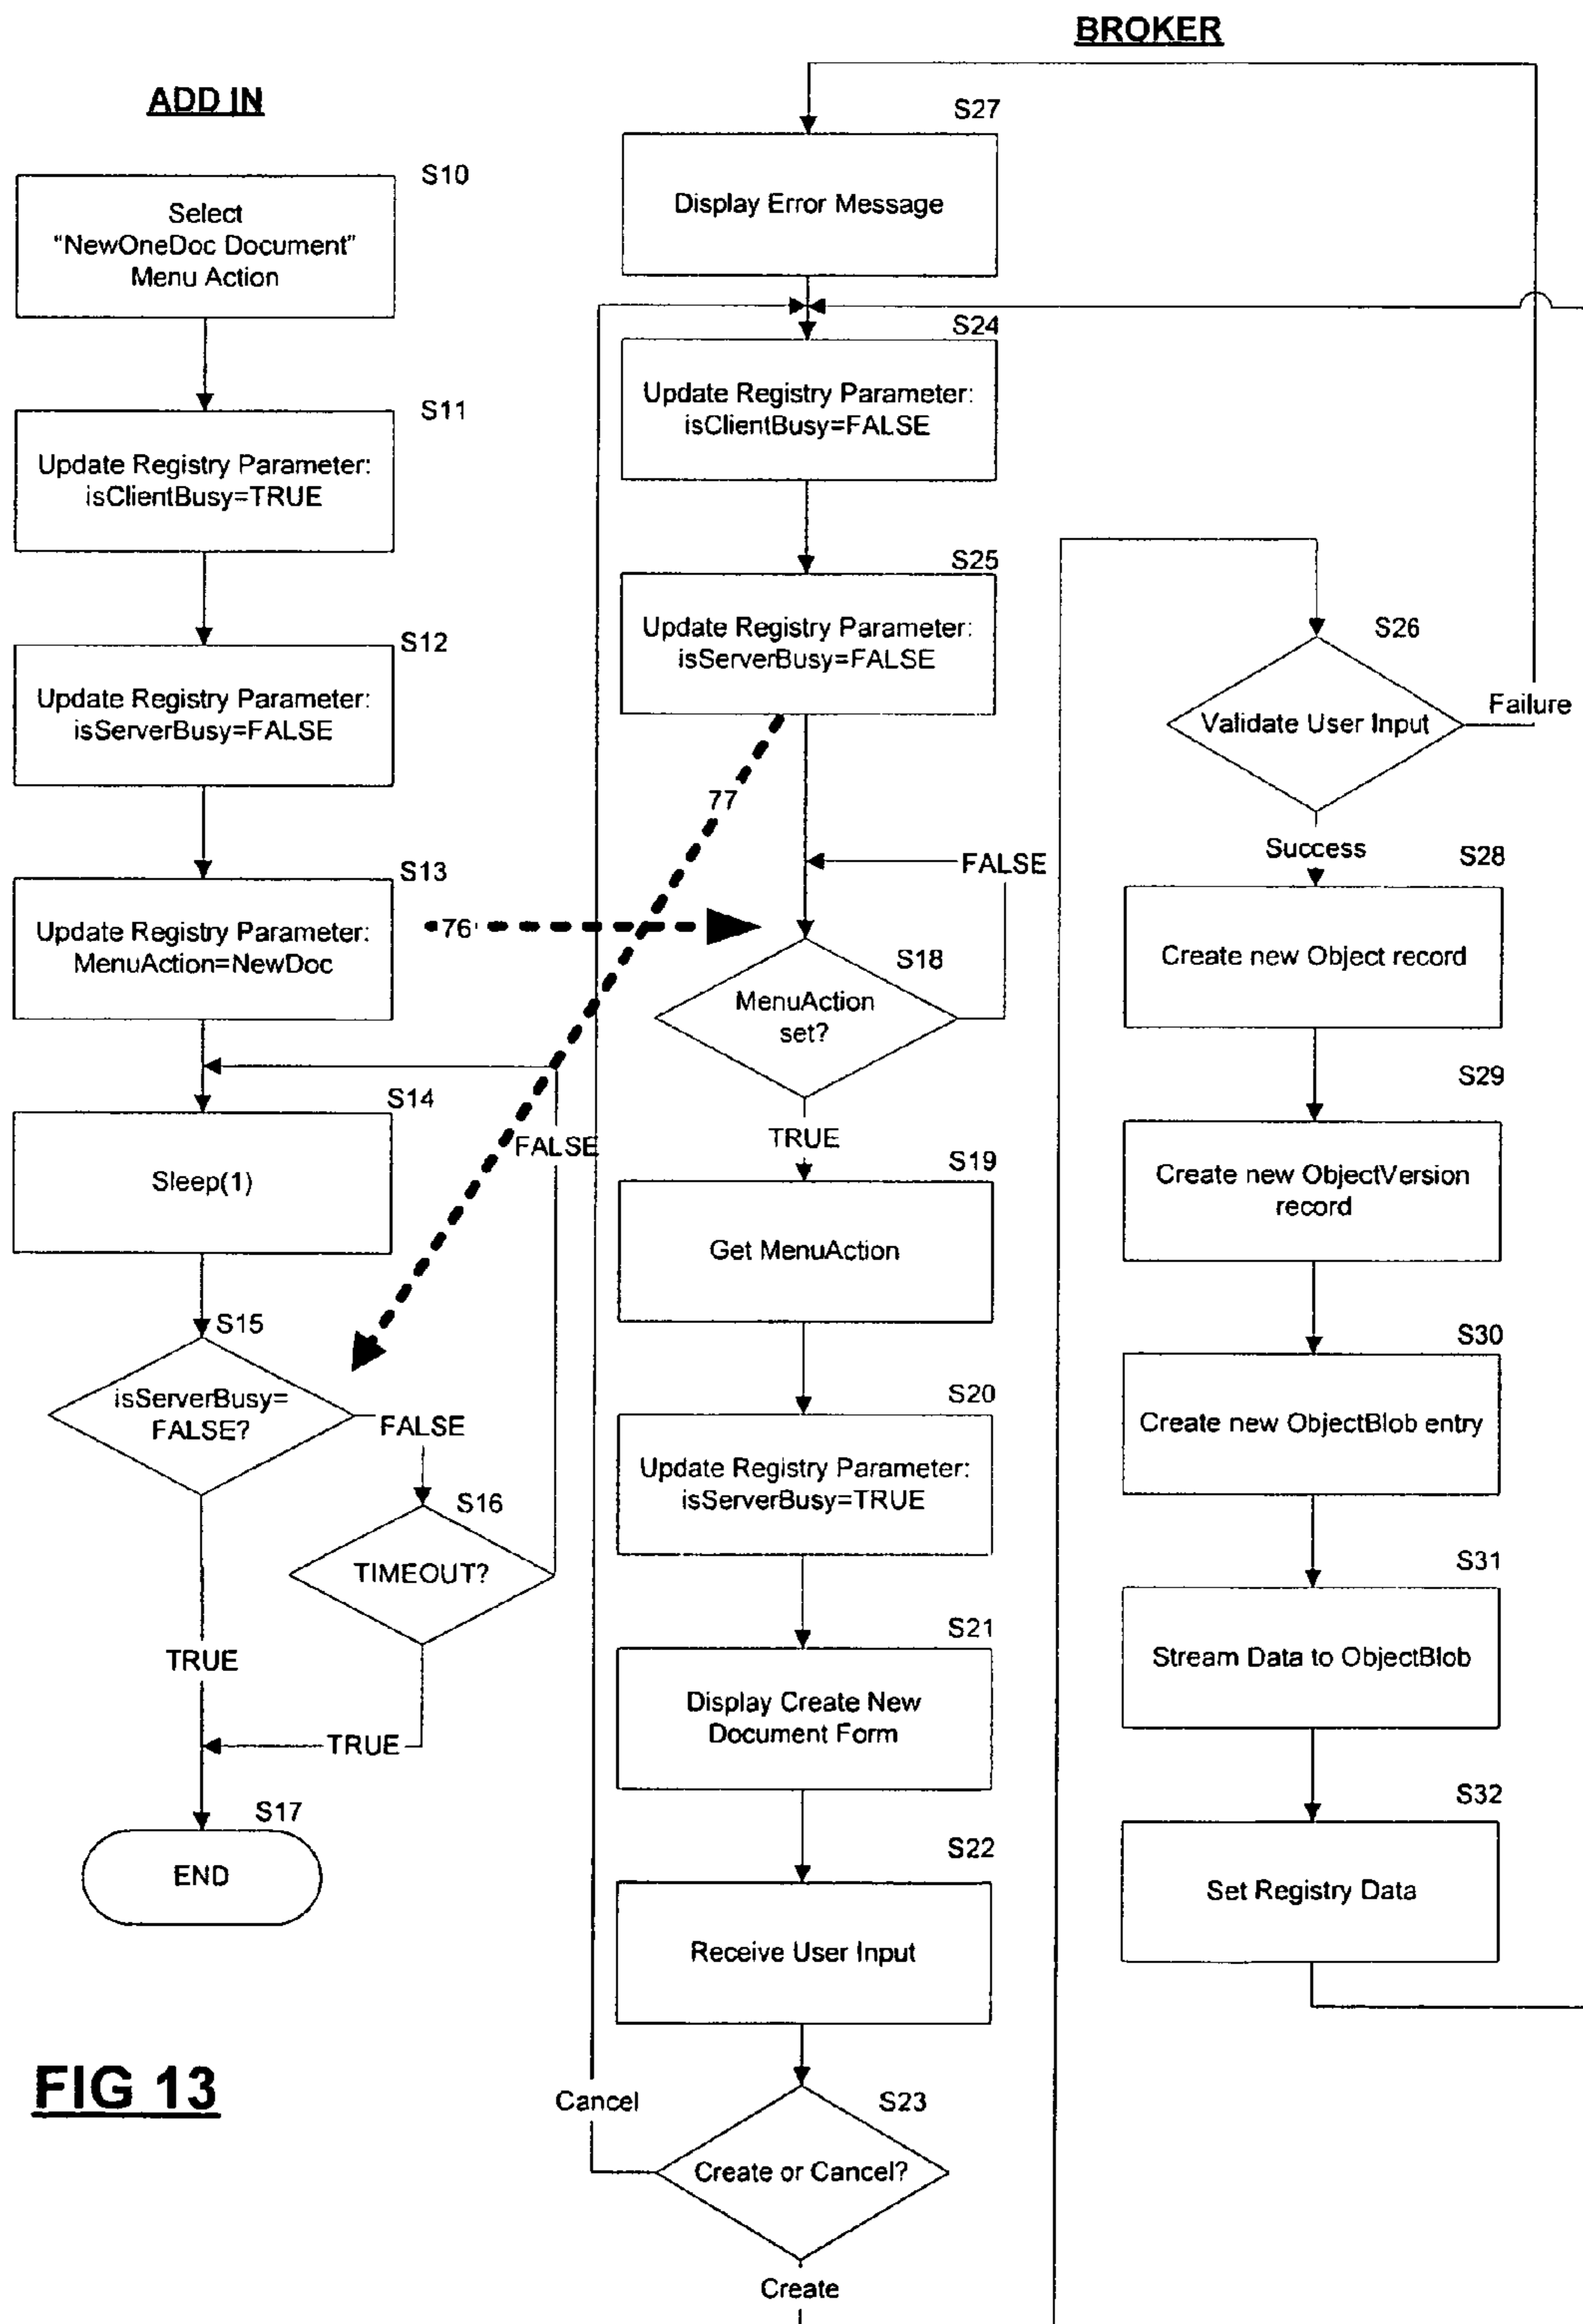 BROKER
ADD IN
S10
Select
"NewOneDoc Document"
Menu Action
S11
Update Registry Parameter:
isClientBusy=TRUE
S12
Update Registry Parameter:
isServerBusy=FALSE
S13
Update Registry Parameter:
MenuAction=NewDoc
76
77
S14
Sleep(1)
FALSE
S15
isServerBusy=
FALSE?
FALSE
S16
TIMEOUT?
TRUE
TRUE
S17
END
S27
Display Error Message
S24
Update Registry Parameter:
isClientBusy=FALSE
S25
Update Registry Parameter:
isServerBusy=FALSE
FALSE
S18
MenuAction
set?
TRUE
S19
Get MenuAction
S20
Update Registry Parameter:
isServerBusy=TRUE
S21
Display Create New
Document Form
S22
Receive User Input
S23
Create or Cancel?
Cancel
Create
S26
Validate User Input
Failure
Success
S28
Create new Object record
S29
Create new ObjectVersion
record
S30
Create new ObjectBlob entry
S31
Stream Data to ObjectBlob
S32
Set Registry Data
FIG 13